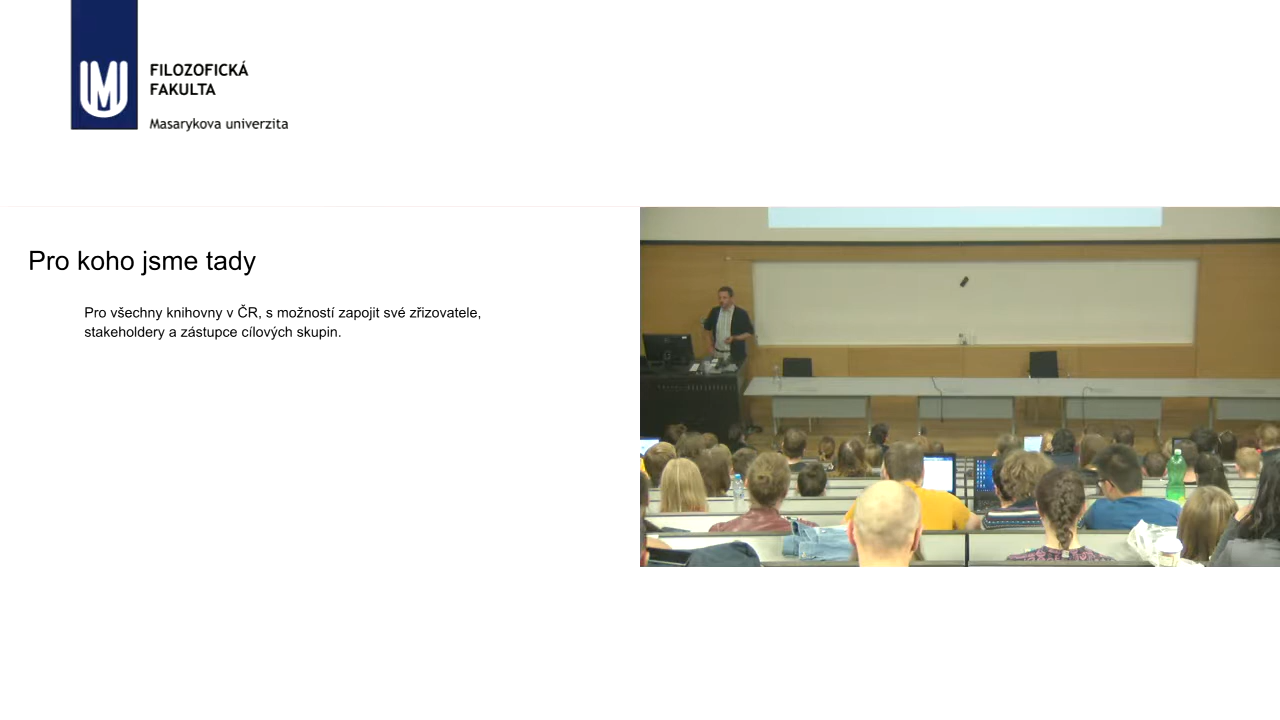 FILOZOFICKÁ
FAKULTA
Masarykova univerzita
Pro koho jsme tady
Pro všechny knihovny v ČR, s možností zapojit své zřizovatele,
stakeholdery a zástupce cílových skupin.